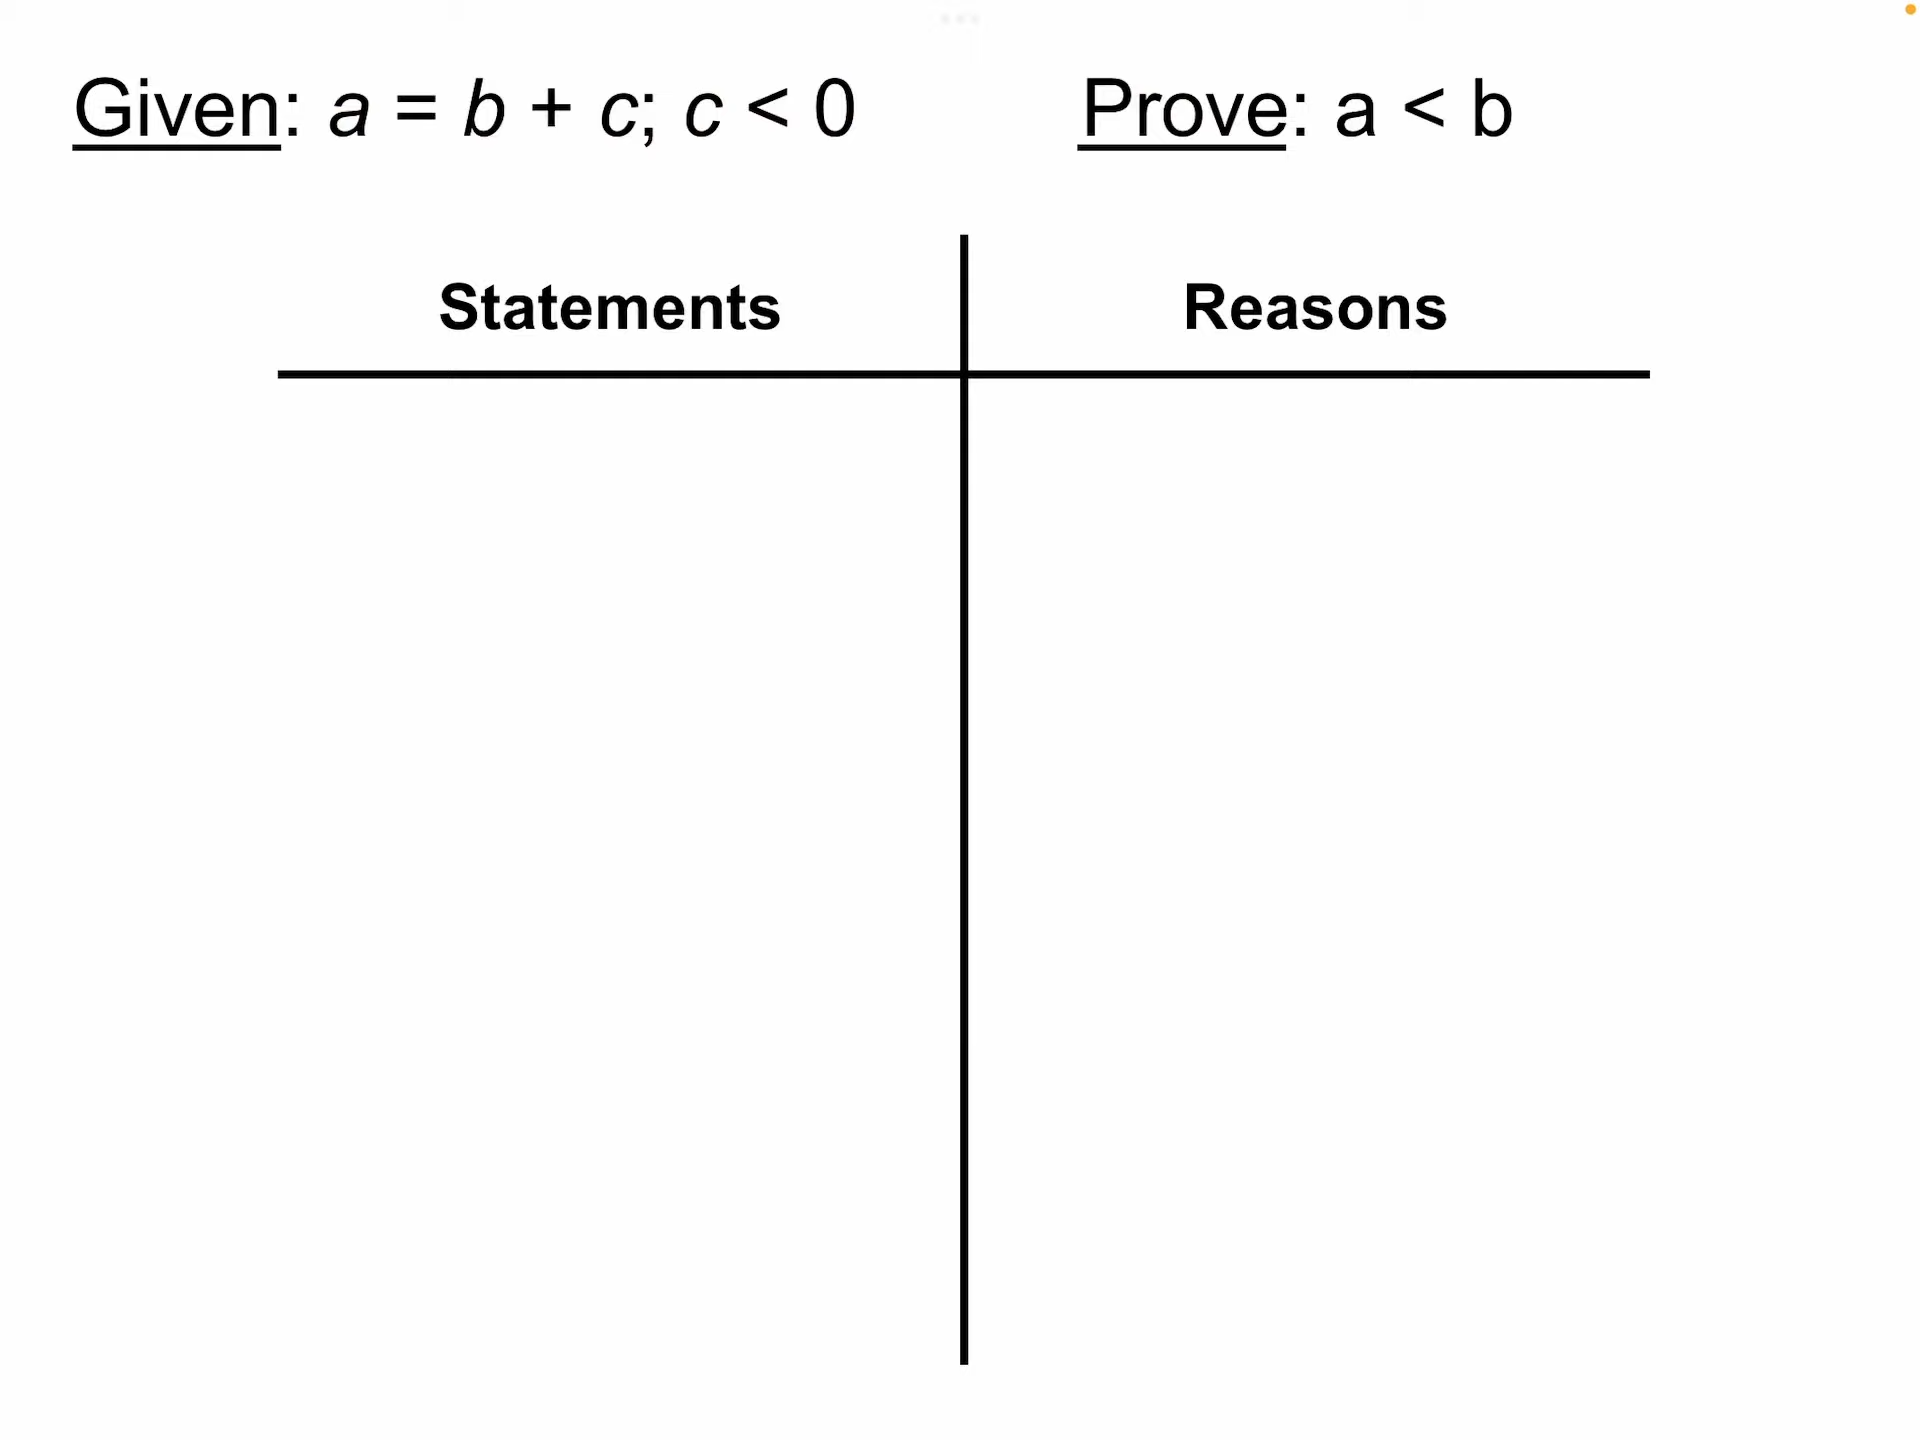 Given: a = b + c; c < 0 Prove: a < b
Statements Reasons